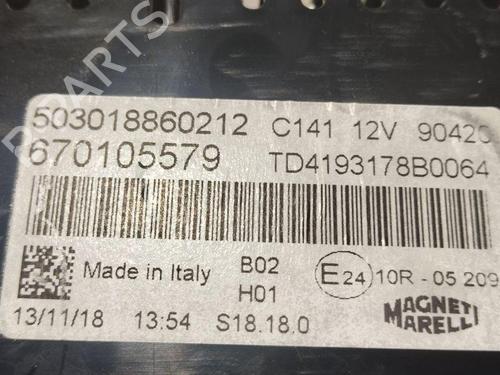 503018860212 C141 12V 90420
670105579 TD4193178B0064
Made in Italy B02 E24 10R - 05 209
H01
13/11/18 13:54 S18.18.0
MAGNETI
MARELLI